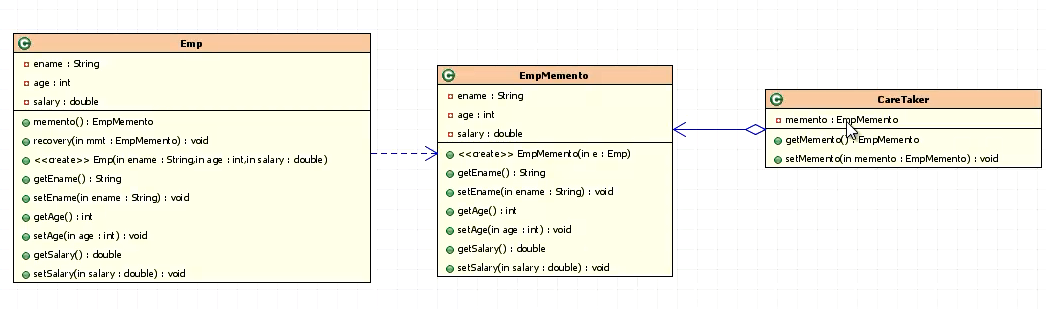 Emp
ename : String
age : int
salary : double
memento() : EmpMemento
recovery(in mmt : EmpMemento) : void
<<create>> Emp(in ename : String,in age : int,in salary : double)
getEname() : String
setEname(in ename : String) : void
getAge() : int
setAge(in age : int) : void
getSalary() : double
setSalary(in salary : double) : void
EmpMemento
ename : String
age : int
salary : double
<<create>> EmpMemento(in e : Emp)
getEname() : String
setEname(in ename : String) : void
getAge() : int
setAge(in age : int) : void
getSalary() : double
setSalary(in salary : double) : void
CareTaker
memento : EmpMemento
getMemento() : EmpMemento
setMemento(in memento : EmpMemento) : void